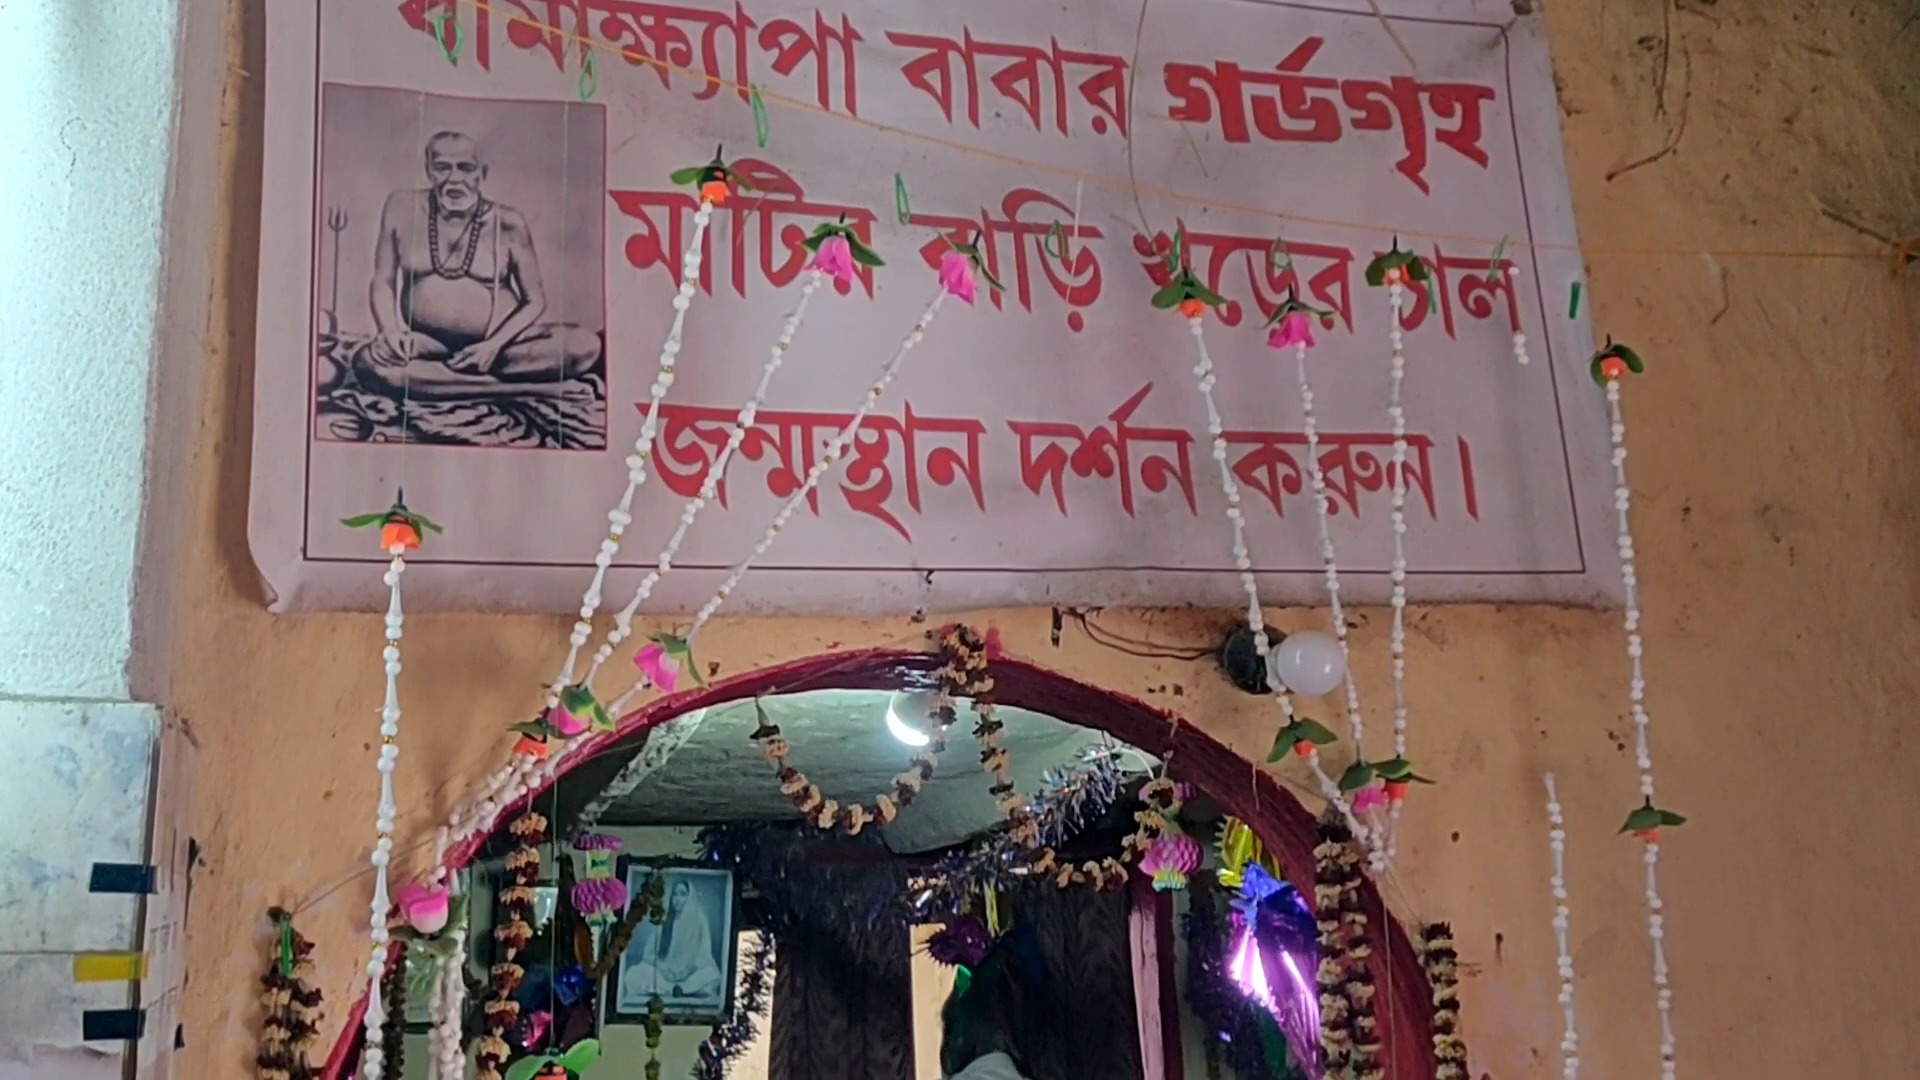 বামাক্ষ্যাপা বাবার গর্ভগৃহ
মাটির বাড়ি খড়ের চাল
জন্মস্থান দর্শন করুন।